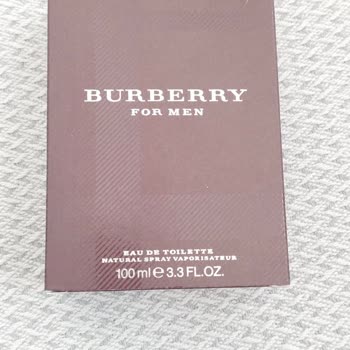 BURBERRY
FOR MEN
EAU DE TOILETTE
NATURAL SPRAY VAPORISATEUR
100 ml ℮ 3.3 FL.OZ.